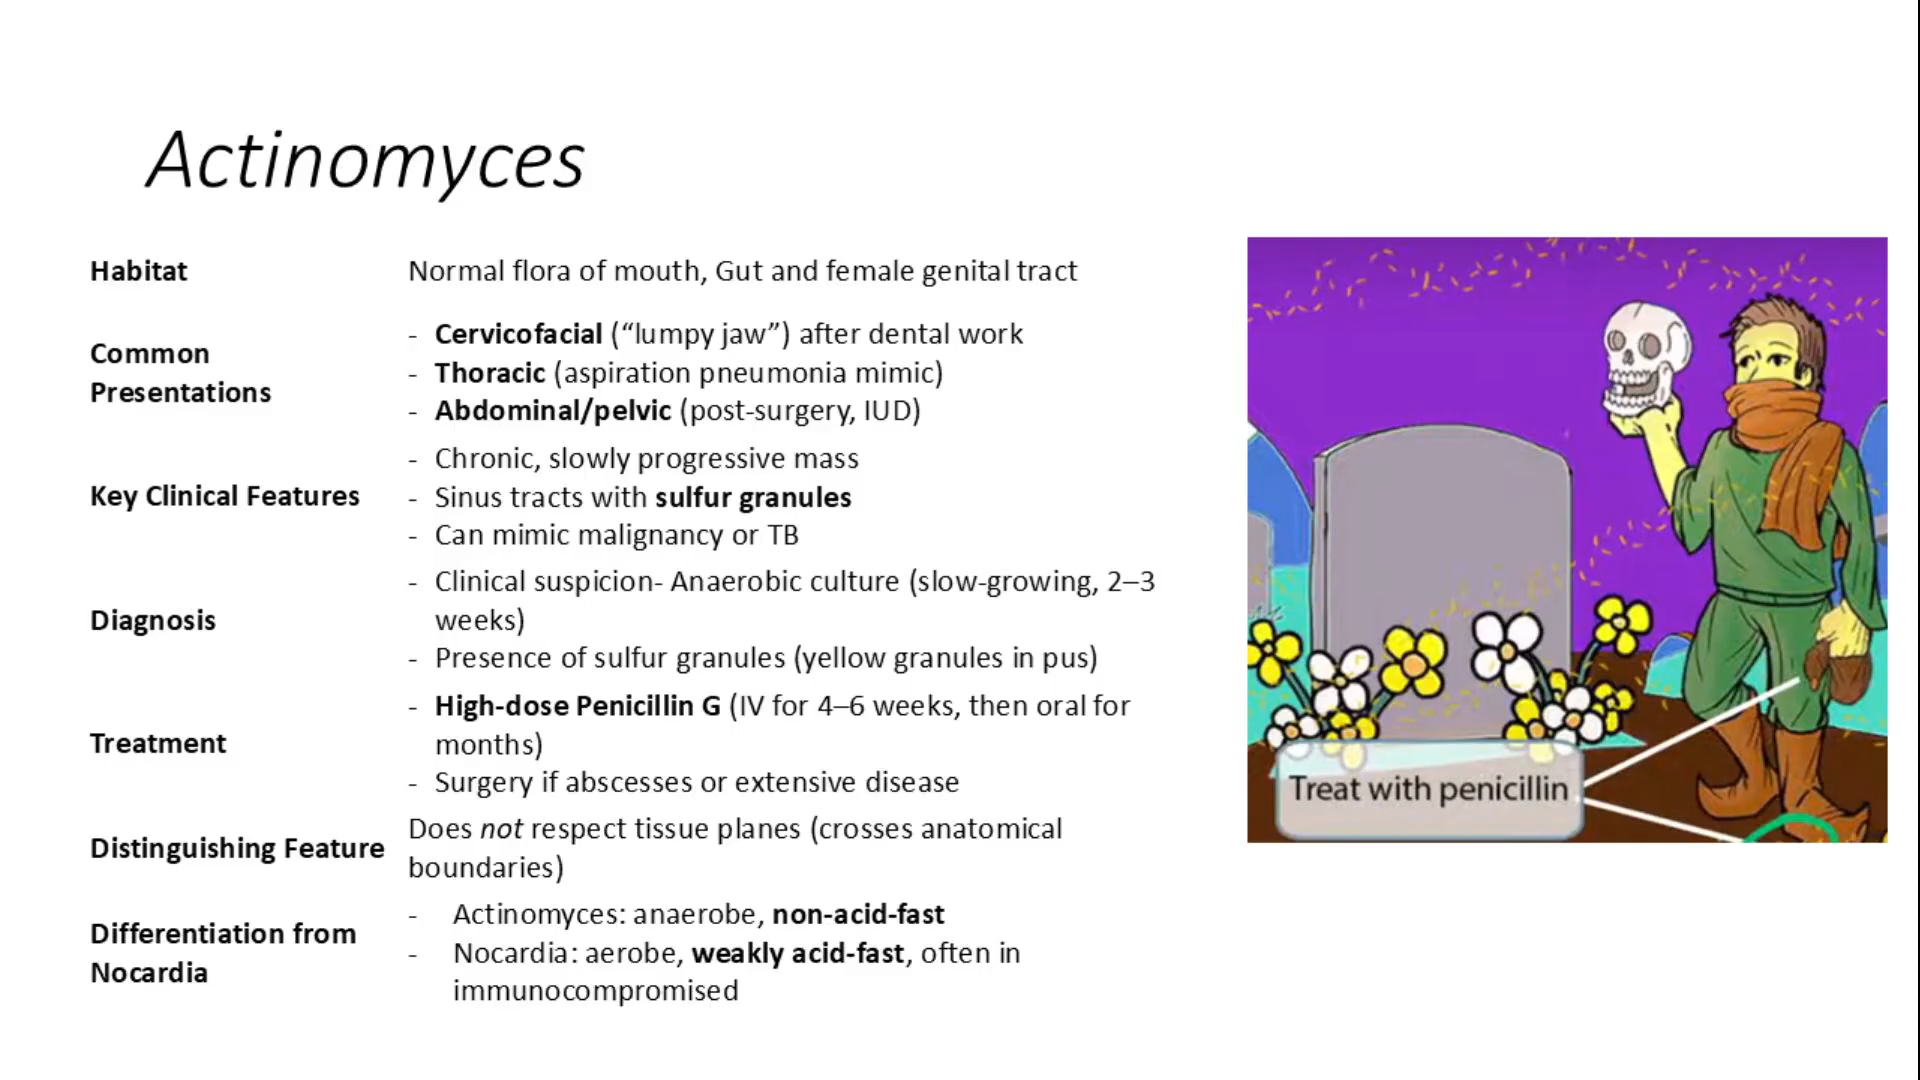 Actinomyces
Habitat
Normal flora of mouth, Gut and female genital tract
Common
Presentations
- Cervicofacial (“lumpy jaw”) after dental work
- Thoracic (aspiration pneumonia mimic)
- Abdominal/pelvic (post-surgery, IUD)
Key Clinical Features
- Chronic, slowly progressive mass
- Sinus tracts with sulfur granules
- Can mimic malignancy or TB
Diagnosis
- Clinical suspicion- Anaerobic culture (slow-growing, 2–3
weeks)
- Presence of sulfur granules (yellow granules in pus)
Treatment
- High-dose Penicillin G (IV for 4–6 weeks, then oral for
months)
- Surgery if abscesses or extensive disease
Distinguishing Feature
Does not respect tissue planes (crosses anatomical
boundaries)
Differentiation from
Nocardia
- Actinomyces: anaerobe, non-acid-fast
- Nocardia: aerobe, weakly acid-fast, often in
immunocompromised
Treat with penicillin